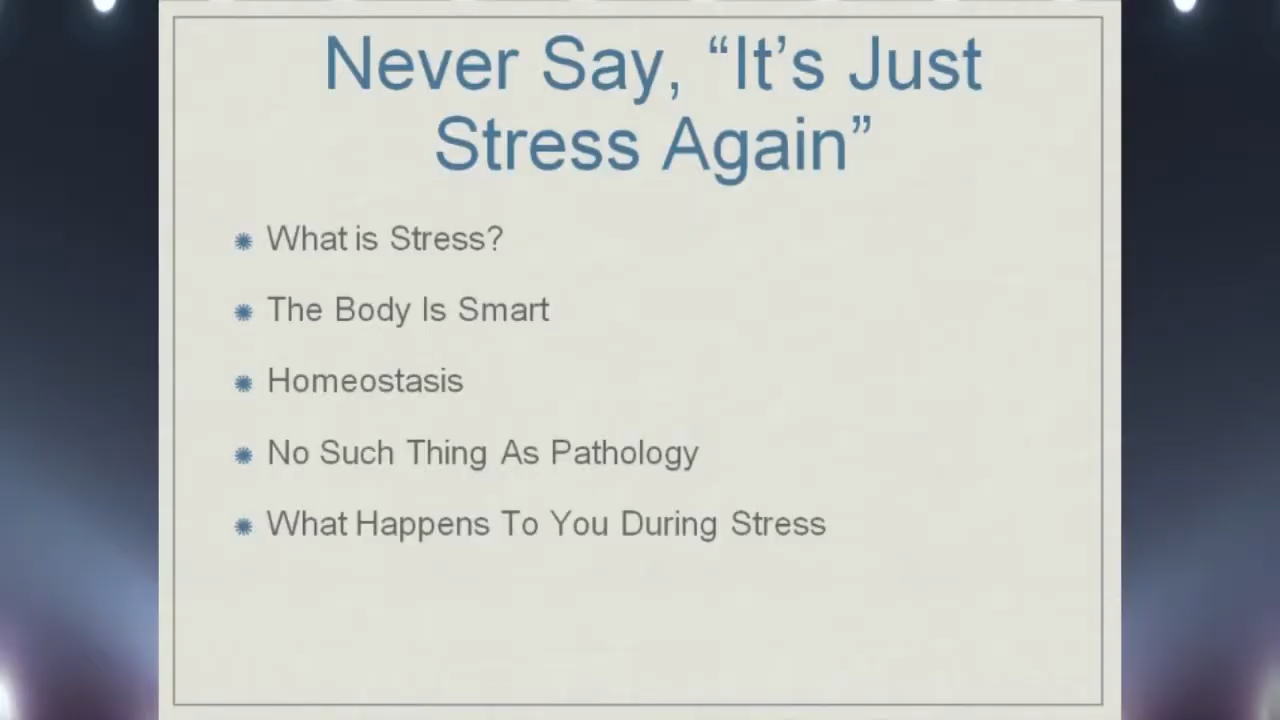 Never Say, “It’s Just
Stress Again”
What is Stress?
The Body Is Smart
Homeostasis
No Such Thing As Pathology
What Happens To You During Stress